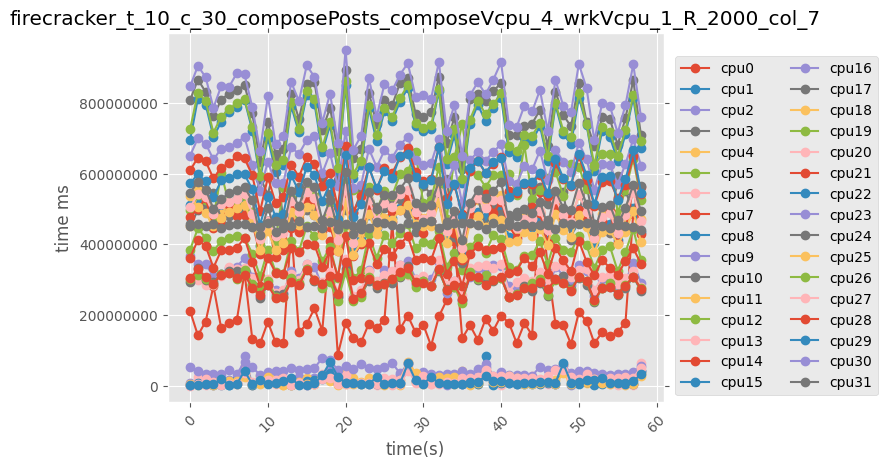 firecracker_t_10_c_30_composePosts_composeVcpu_4_wrkVcpu_1_R_2000_col_7
time ms
800000000
600000000
400000000
200000000
0
0
10
20
30
40
50
60
time(s)
cpu0
cpu1
cpu2
cpu3
cpu4
cpu5
cpu6
cpu7
cpu8
cpu9
cpu10
cpu11
cpu12
cpu13
cpu14
cpu15
cpu16
cpu17
cpu18
cpu19
cpu20
cpu21
cpu22
cpu23
cpu24
cpu25
cpu26
cpu27
cpu28
cpu29
cpu30
cpu31